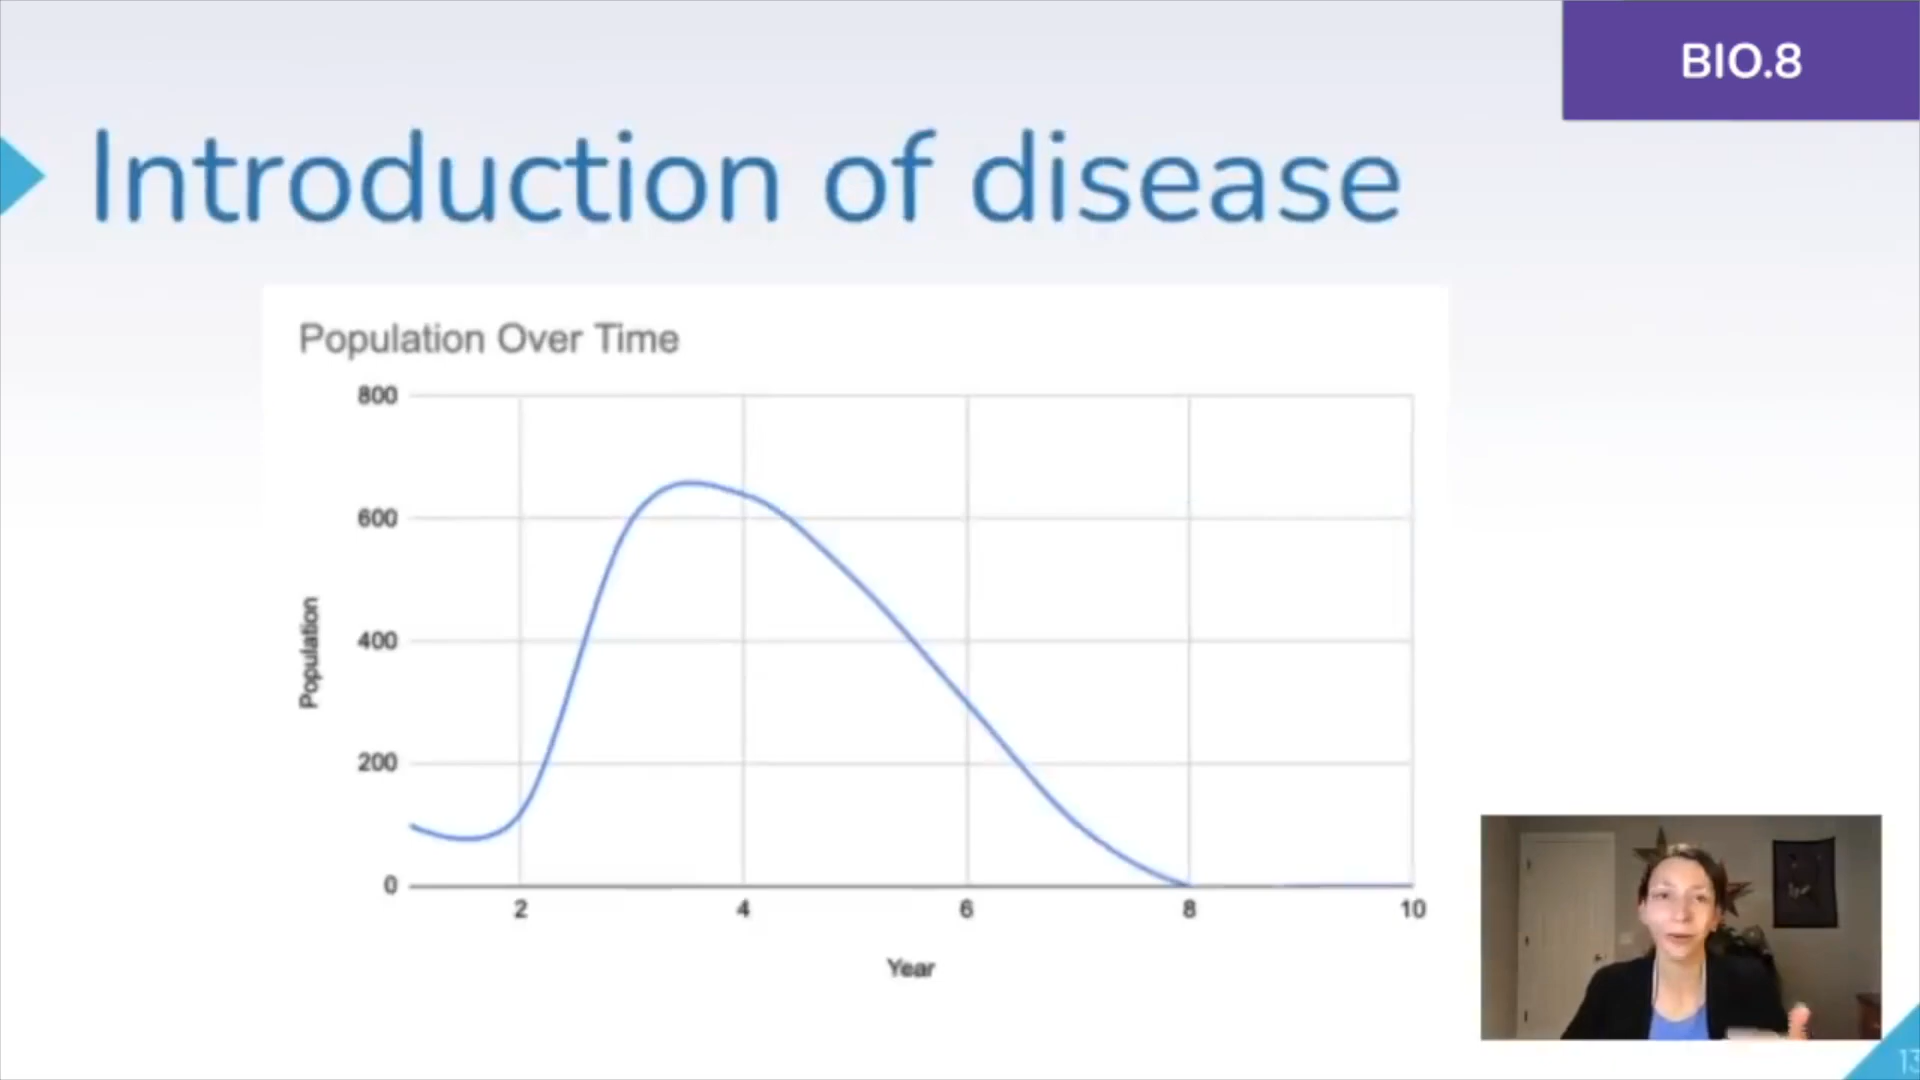 BIO.8
Introduction of disease
Population Over Time
800
600
400
200
0
Population
2 4 6 8 10
Year
13